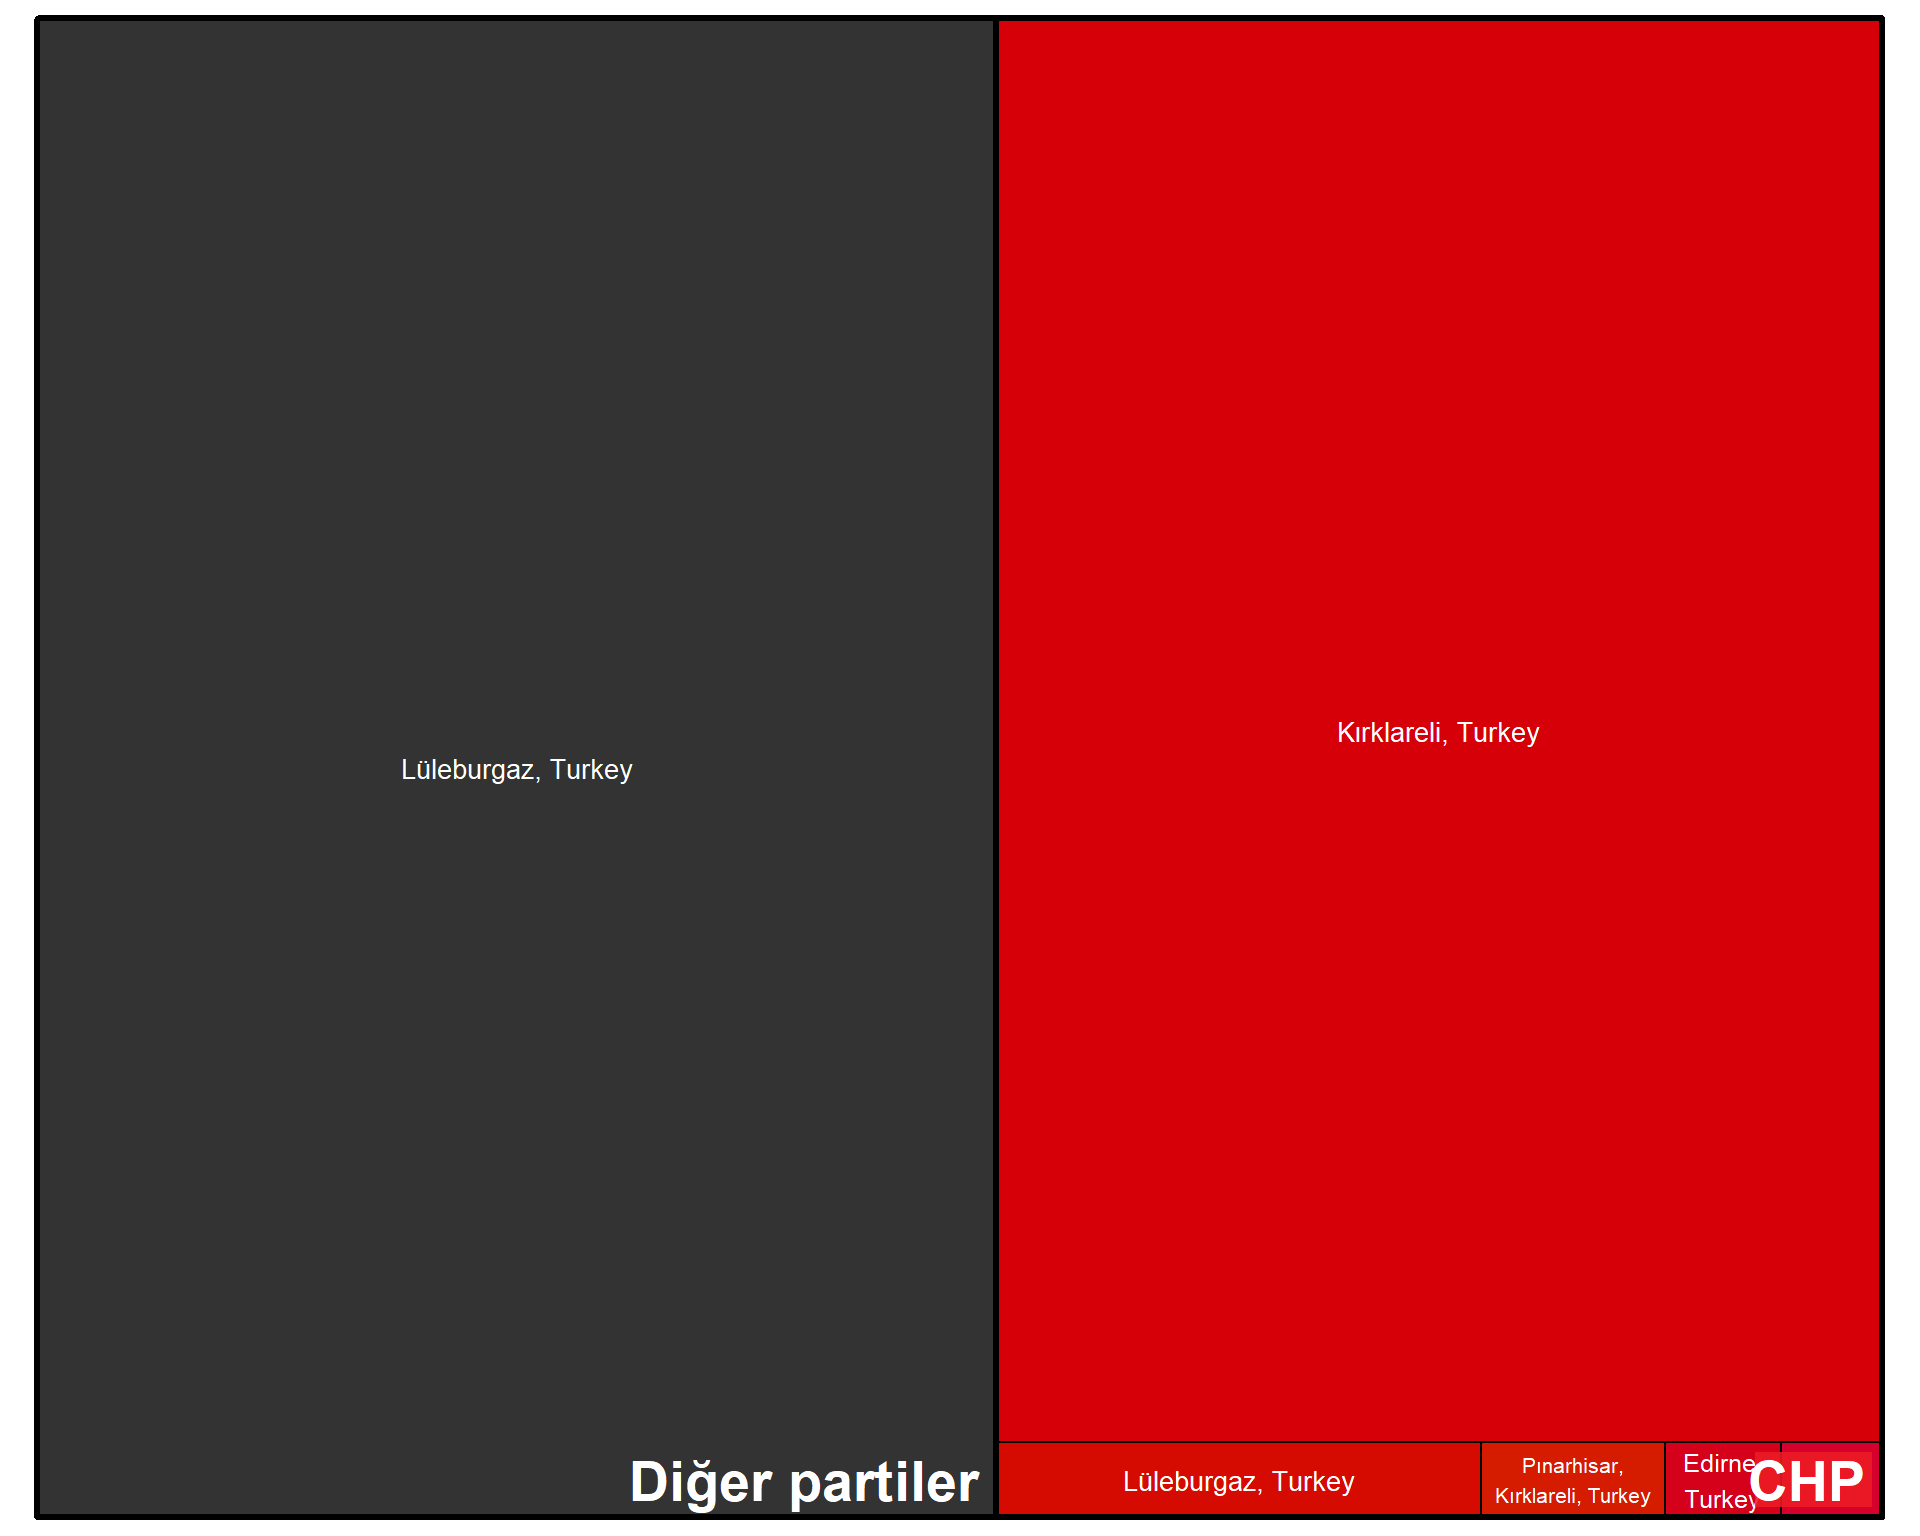 Lüleburgaz, Turkey
Diğer partiler
Kırklareli, Turkey
Lüleburgaz, Turkey
Pınarhisar,
Kırklareli, Turkey
Edirne
Turkey
CHP